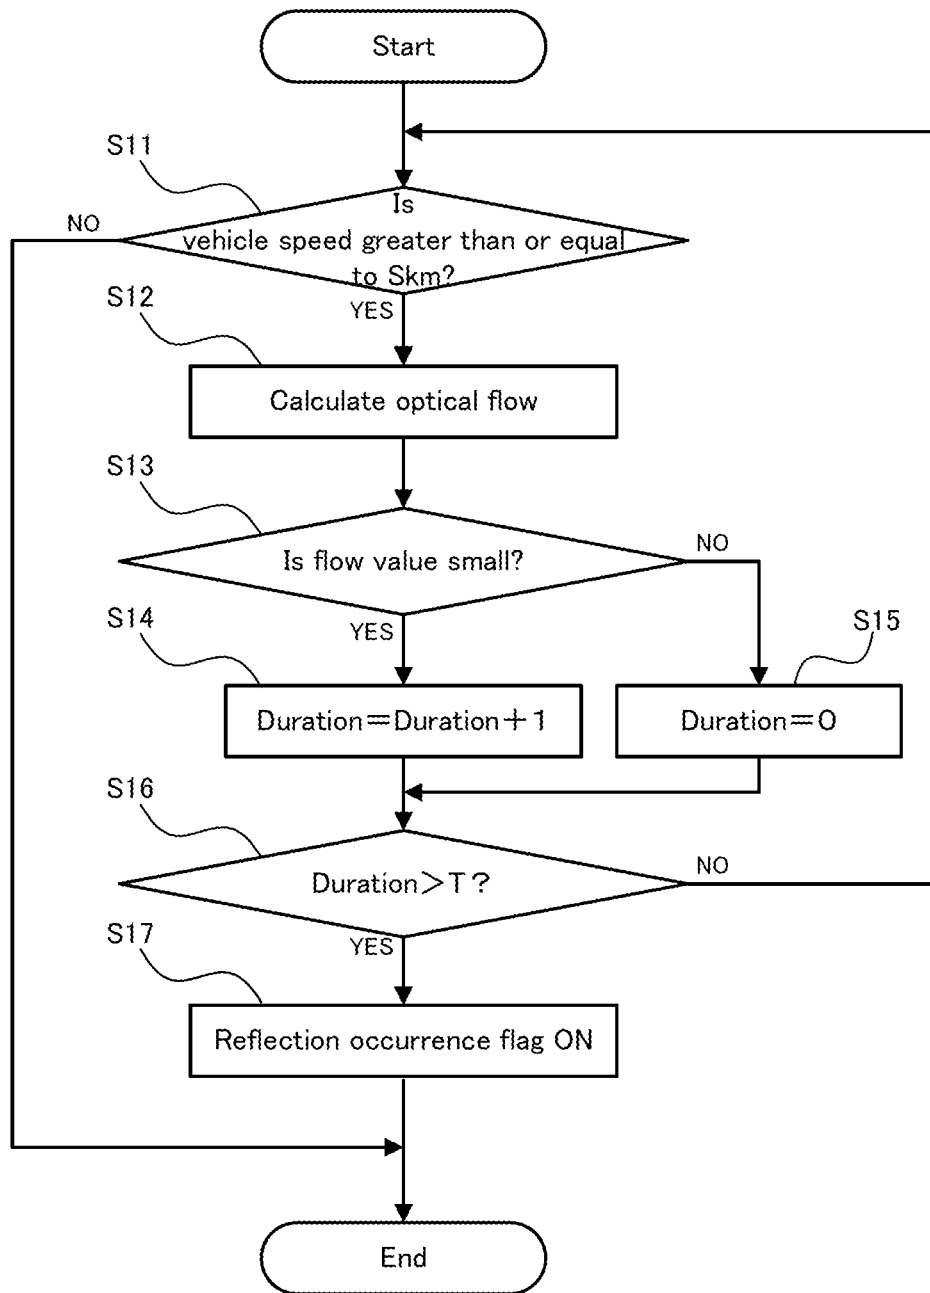 Start
S11
NO
Is
vehicle speed greater than or equal
to Skm?
YES
S12
Calculate optical flow
S13
Is flow value small?
NO
YES
S14
S15
Duration=Duration+1
Duration=0
S16
Duration>T?
NO
YES
S17
Reflection occurrence flag ON
End